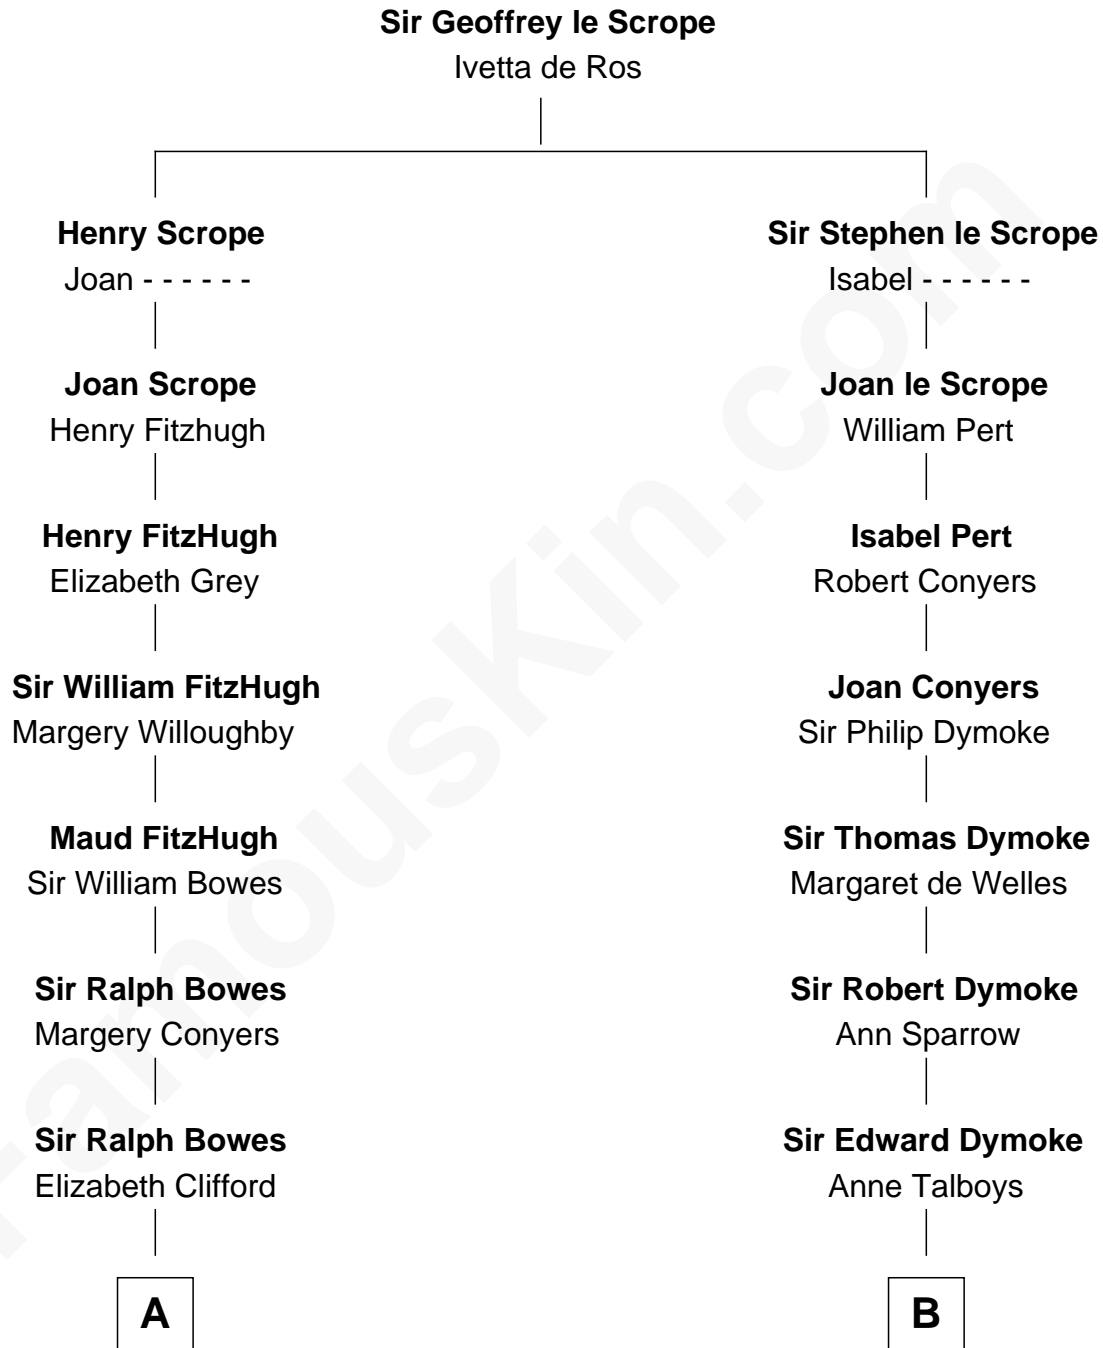 Sir Geoffrey le Scrope
Ivetta de Ros
Henry Scrope
Joan - - - - - -
Joan Scrope
Henry Fitzhugh
Henry FitzHugh
Elizabeth Grey
Sir William FitzHugh
Margery Willoughby
Maud FitzHugh
Sir William Bowes
Sir Ralph Bowes
Margery Conyers
Sir Ralph Bowes
Elizabeth Clifford
A
Sir Stephen le Scrope
Isabel - - - - - -
Joan le Scrope
William Pert
Isabel Pert
Robert Conyers
Joan Conyers
Sir Philip Dymoke
Sir Thomas Dymoke
Margaret de Welles
Sir Robert Dymoke
Ann Sparrow
Sir Edward Dymoke
Anne Talboys
B
FamousKin.com